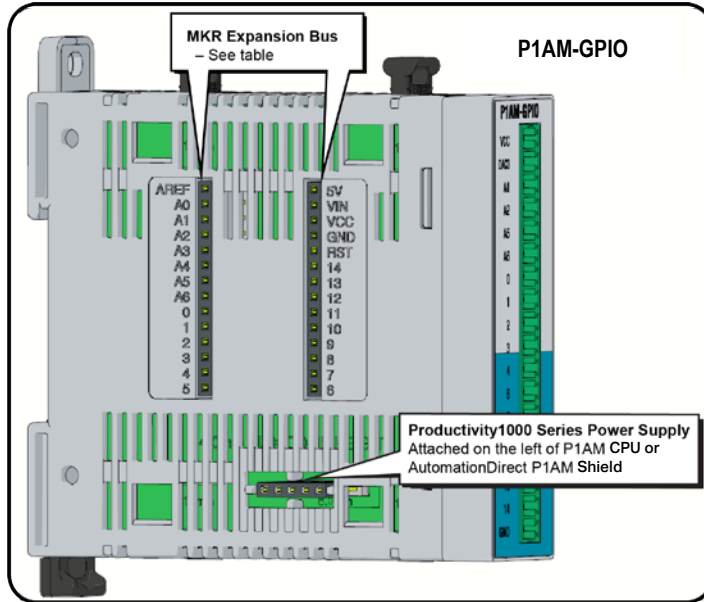 MKR Expansion Bus
– See table
P1AM-GPIO
P1AM-GPIO
VCC
DAC0
A1
A2
A5
A6
0
1
2
3
4
AREF
A0
A1
A2
A3
A4
A5
A6
0
1
2
3
4
5
5V
VIN
VCC
GND
RST
14
13
12
11
10
9
8
7
6
Productivity1000 Series Power Supply
Attached on the left of P1AM CPU or
AutomationDirect P1AM Shield
14
GND